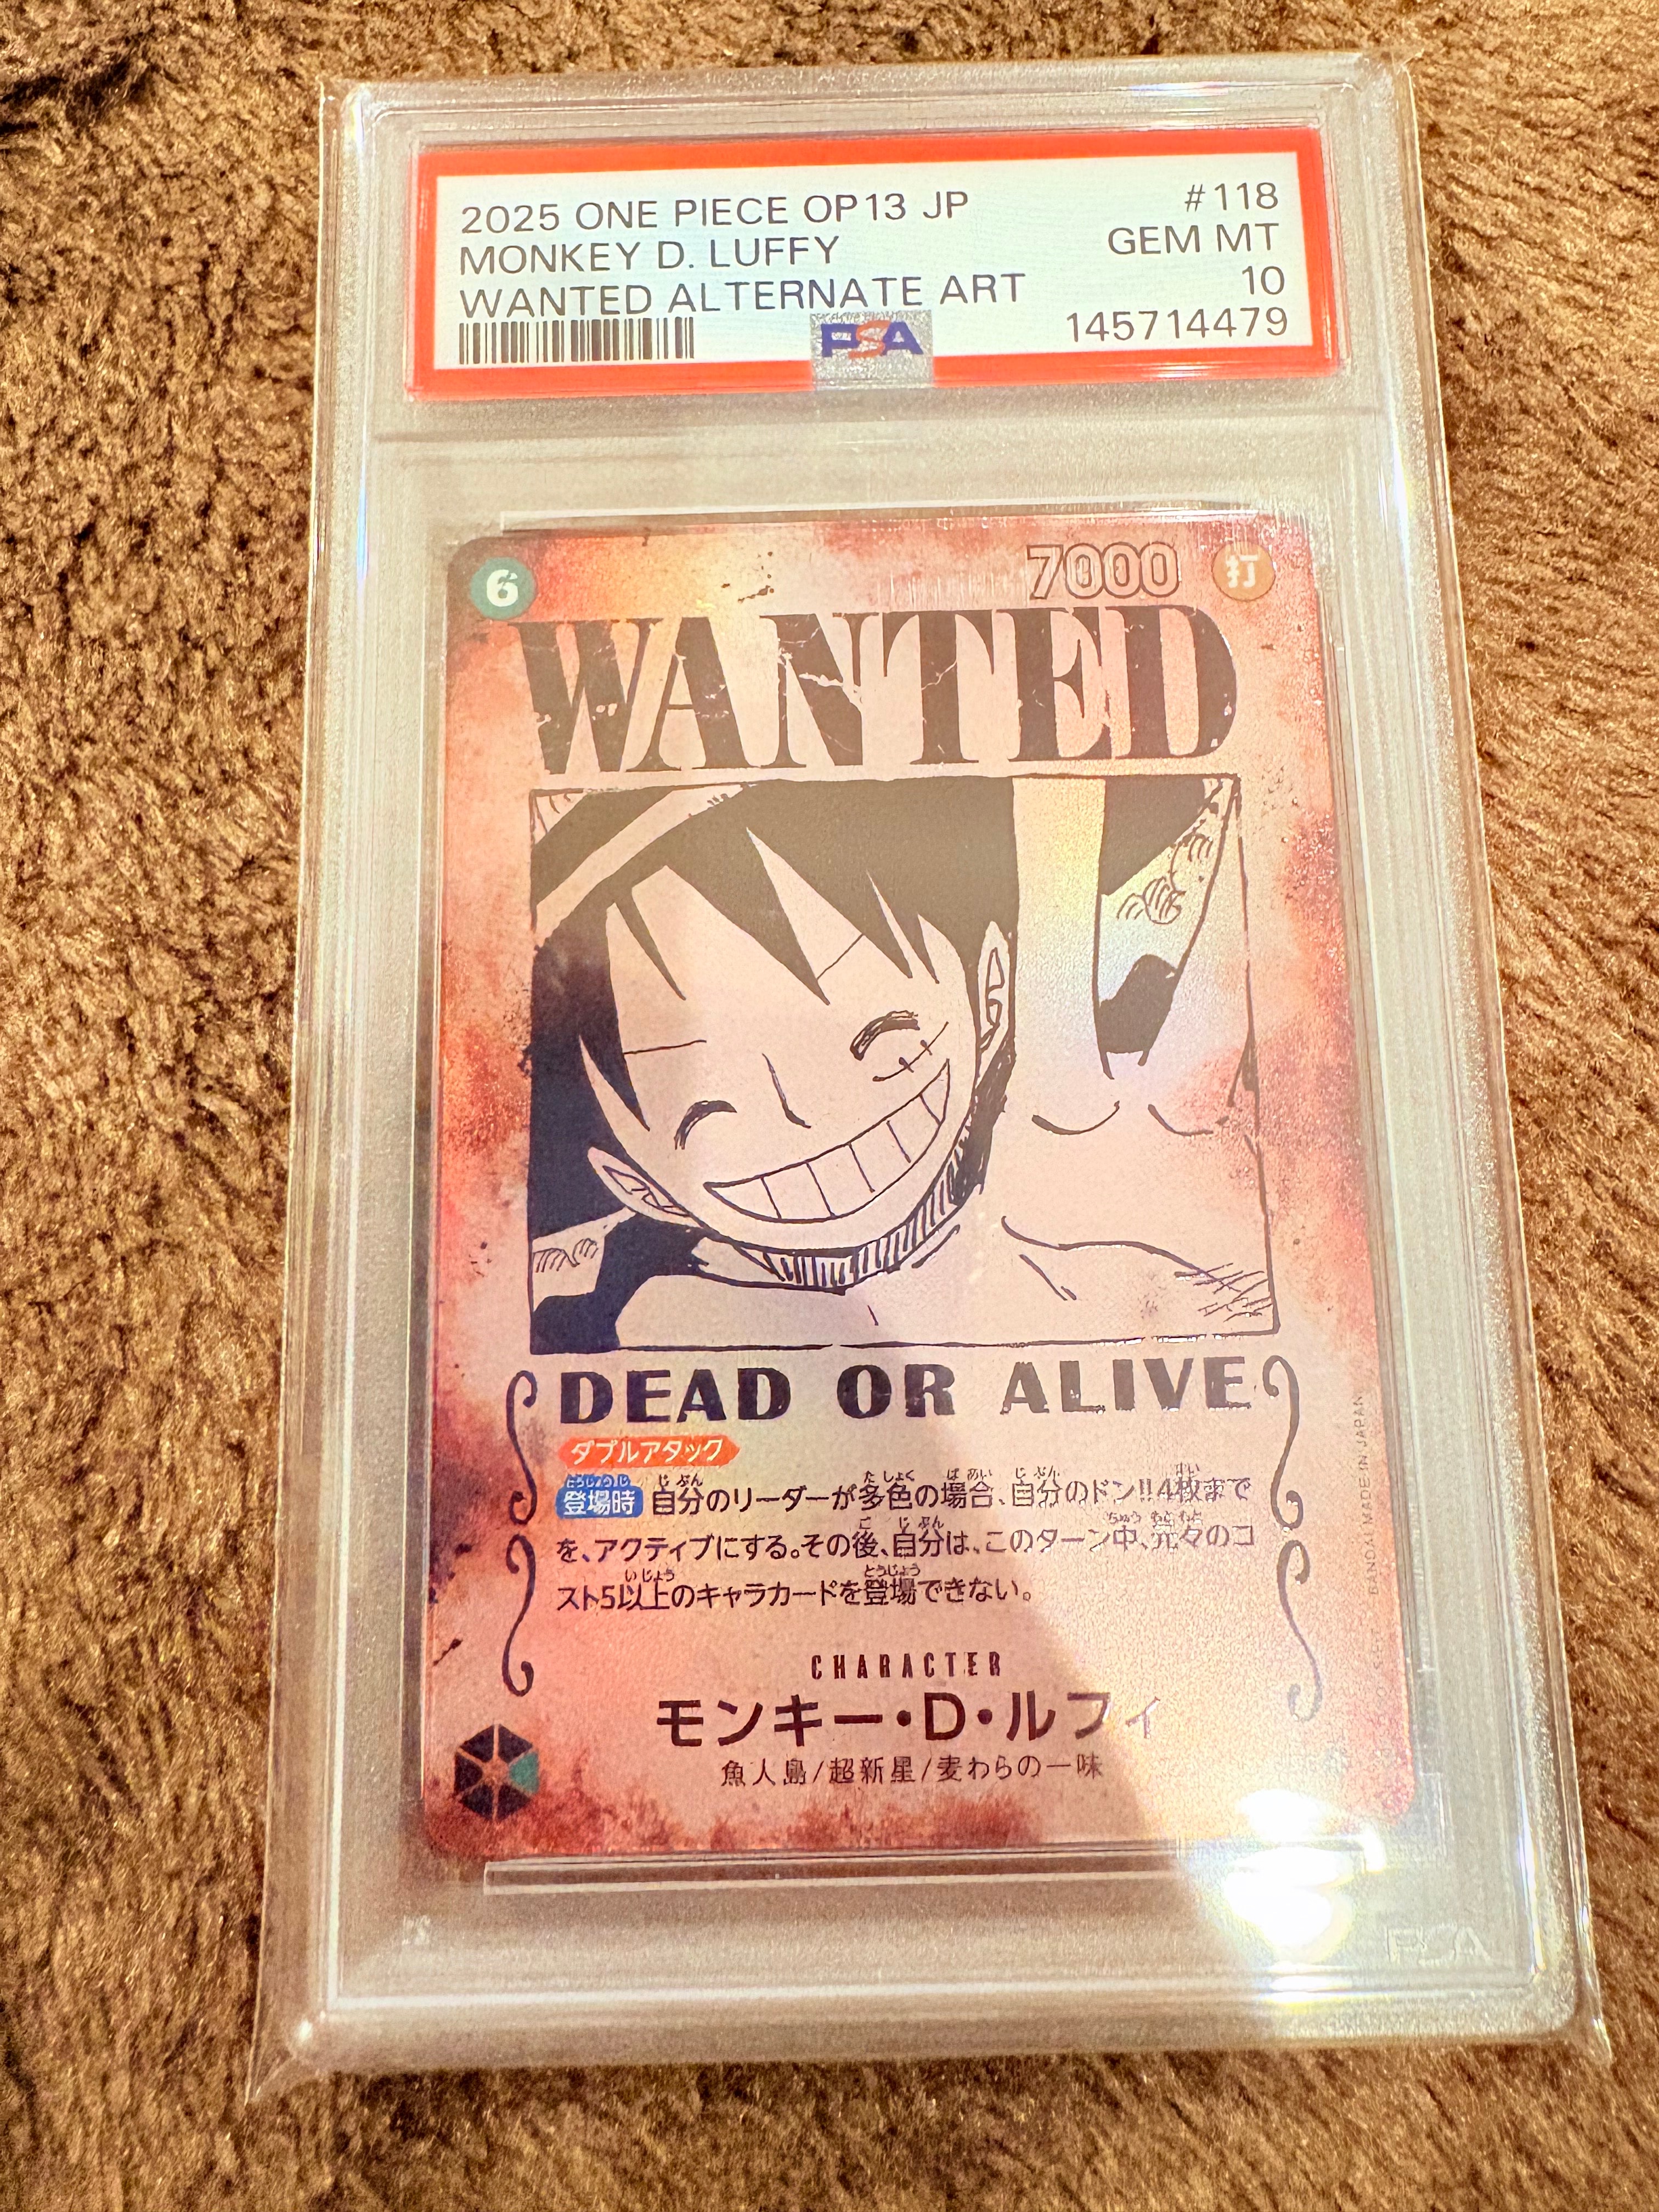 2025 ONE PIECE OP13 JP #118
MONKEY D. LUFFY GEM MT
WANTED ALTERNATE ART 10
PSA 145714479
6 7000 打
WANTED
DEAD OR ALIVE
ダブルアタック
登場時 自分のリーダーが多色の場合、自分のドン!!4枚まで
を、アクティブにする。その後、自分は、このターン中、元々のコ
スト5以上のキャラカードを登場できない。
CHARACTER
モンキー・D・ルフィ
魚人島/超新星/麦わらの一味
BANDAI MADE IN JAPAN
PSA